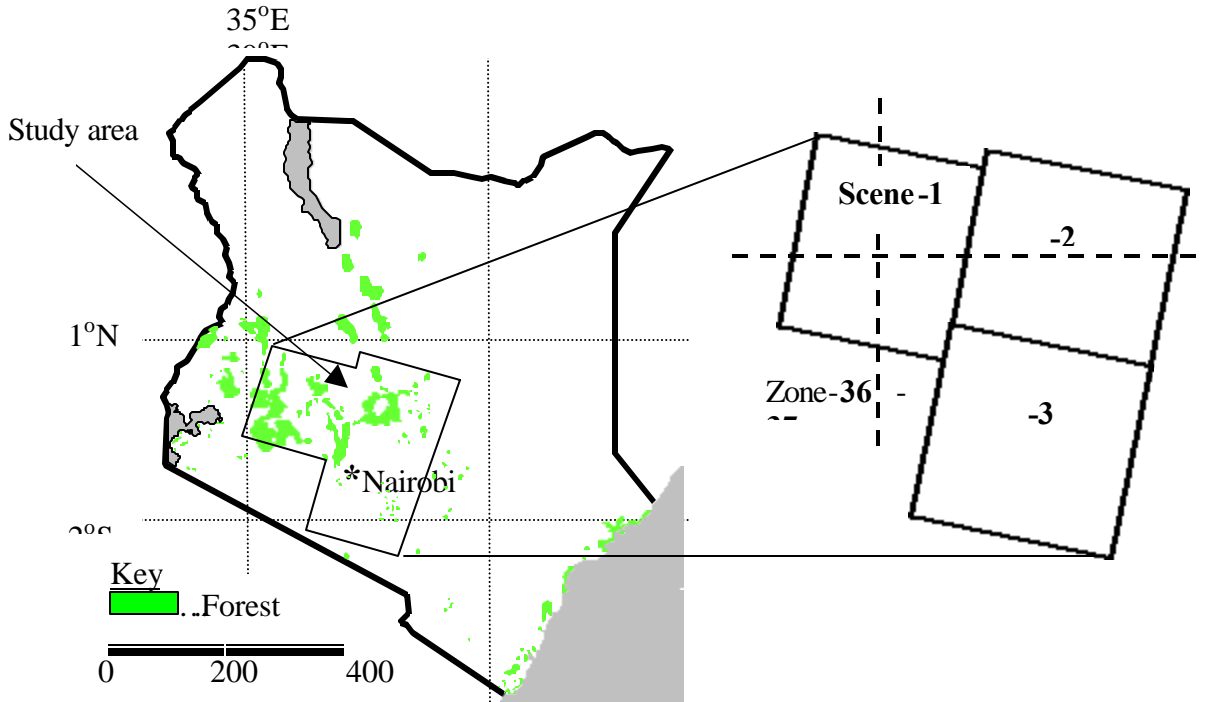 35°E
Study area
Scene-1
-2
1°N
Zone-36 -
-3
*Nairobi
Key
...Forest
0 200 400